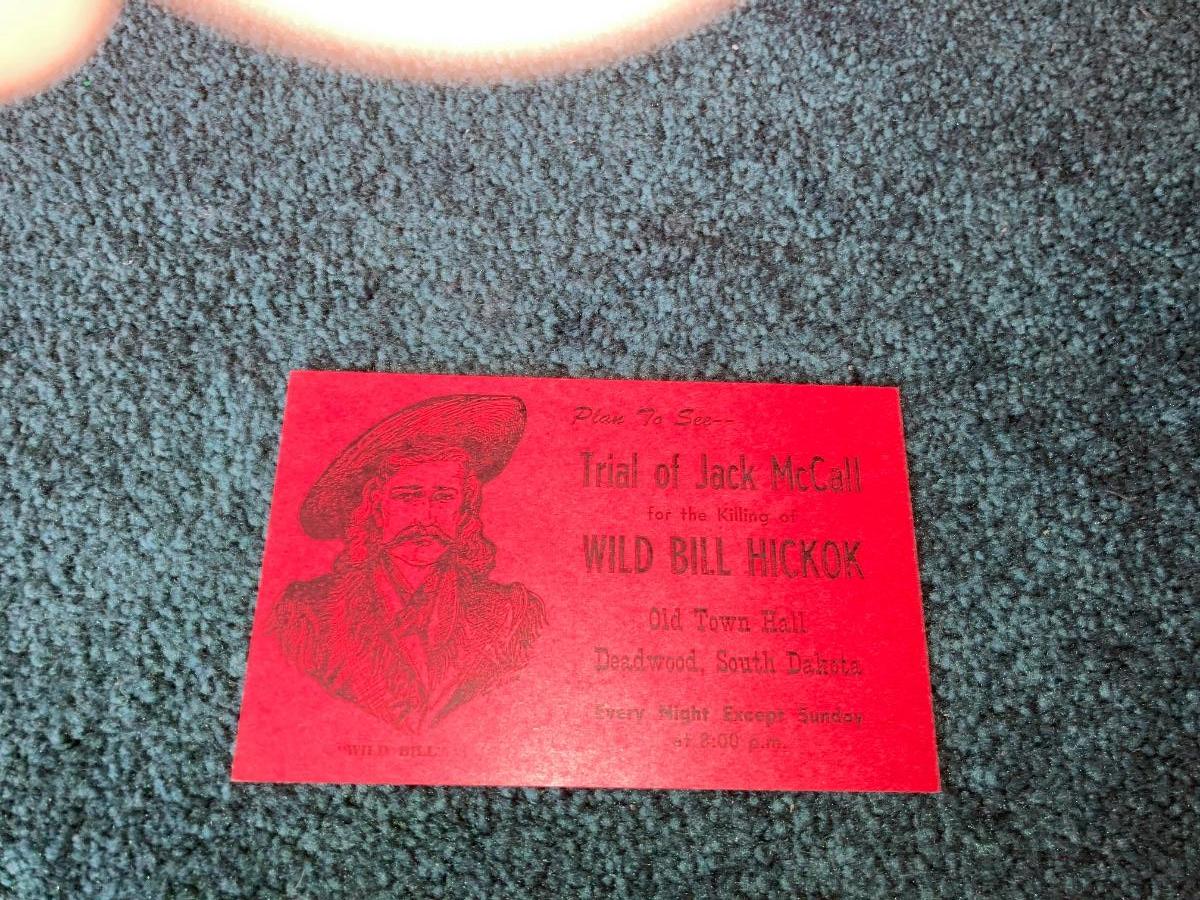 Plan To See--
Trial of Jack McCall
for the Killing of
WILD BILL HICKOK
Old Town Hall
Deadwood, South Dakota
Every Night Except Sunday
at 8:00 p.m.
"WILD BILL"